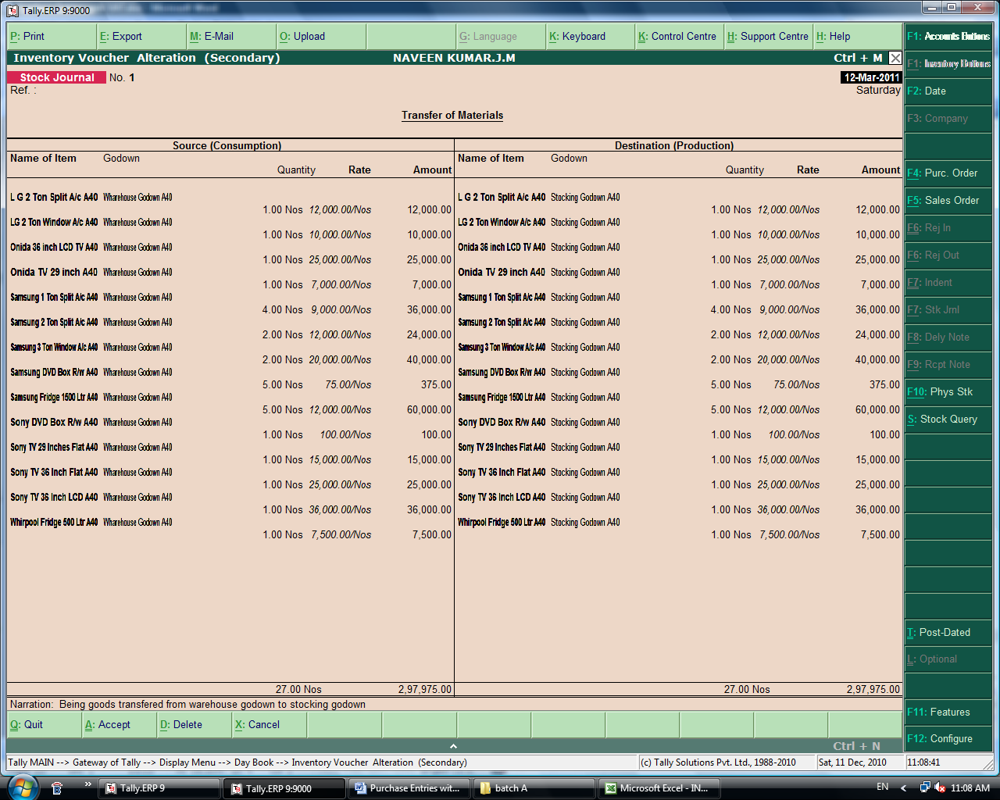 Tally.ERP 9:9000
P: Print E: Export M: E-Mail O: Upload G: Language K: Keyboard K: Control Centre H: Support Centre H: Help
Inventory Voucher Alteration (Secondary) NAVEEN KUMAR.J.M Ctrl + M
Stock Journal No. 1 12-Mar-2011
Ref. : Saturday
Transfer of Materials
Source (Consumption) Destination (Production)
Name of Item Godown Name of Item Godown
Quantity Rate Amount Quantity Rate Amount
L G 2 Ton Split A/c A40 Warehouse Godown A40 L G 2 Ton Split A/c A40 Stocking Godown A40
1.00 Nos 12,000.00/Nos 12,000.00 1.00 Nos 12,000.00/Nos 12,000.00
LG 2 Ton Window A/c A40 Warehouse Godown A40 LG 2 Ton Window A/c A40 Stocking Godown A40
1.00 Nos 10,000.00/Nos 10,000.00 1.00 Nos 10,000.00/Nos 10,000.00
Onida 36 inch LCD TV A40 Warehouse Godown A40 Onida 36 inch LCD TV A40 Stocking Godown A40
1.00 Nos 25,000.00/Nos 25,000.00 1.00 Nos 25,000.00/Nos 25,000.00
Onida TV 29 inch A40 Warehouse Godown A40 Onida TV 29 inch A40 Stocking Godown A40
1.00 Nos 7,000.00/Nos 7,000.00 1.00 Nos 7,000.00/Nos 7,000.00
Samsung 1 Ton Split A/c A40 Warehouse Godown A40 Samsung 1 Ton Split A/c A40 Stocking Godown A40
4.00 Nos 9,000.00/Nos 36,000.00 4.00 Nos 9,000.00/Nos 36,000.00
Samsung 2 Ton Split A/c A40 Warehouse Godown A40 Samsung 2 Ton Split A/c A40 Stocking Godown A40
2.00 Nos 12,000.00/Nos 24,000.00 2.00 Nos 12,000.00/Nos 24,000.00
Samsung 3 Ton Window A/c A40 Warehouse Godown A40 Samsung 3 Ton Window A/c A40 Stocking Godown A40
2.00 Nos 20,000.00/Nos 40,000.00 2.00 Nos 20,000.00/Nos 40,000.00
Samsung DVD Box R/w A40 Warehouse Godown A40 Samsung DVD Box R/w A40 Stocking Godown A40
5.00 Nos 75.00/Nos 375.00 5.00 Nos 75.00/Nos 375.00
Samsung Fridge 1500 Ltr A40 Warehouse Godown A40 Samsung Fridge 1500 Ltr A40 Stocking Godown A40
5.00 Nos 12,000.00/Nos 60,000.00 5.00 Nos 12,000.00/Nos 60,000.00
Sony DVD Box R/w A40 Warehouse Godown A40 Sony DVD Box R/w A40 Stocking Godown A40
1.00 Nos 100.00/Nos 100.00 1.00 Nos 100.00/Nos 100.00
Sony TV 29 Inches Flat A40 Warehouse Godown A40 Sony TV 29 Inches Flat A40 Stocking Godown A40
1.00 Nos 15,000.00/Nos 15,000.00 1.00 Nos 15,000.00/Nos 15,000.00
Sony TV 36 Inch Flat A40 Warehouse Godown A40 Sony TV 36 Inch Flat A40 Stocking Godown A40
1.00 Nos 25,000.00/Nos 25,000.00 1.00 Nos 25,000.00/Nos 25,000.00
Sony TV 36 Inch LCD A40 Warehouse Godown A40 Sony TV 36 Inch LCD A40 Stocking Godown A40
1.00 Nos 36,000.00/Nos 36,000.00 1.00 Nos 36,000.00/Nos 36,000.00
Whirpool Fridge 500 Ltr A40 Warehouse Godown A40 Whirpool Fridge 500 Ltr A40 Stocking Godown A40
1.00 Nos 7,500.00/Nos 7,500.00 1.00 Nos 7,500.00/Nos 7,500.00
27.00 Nos 2,97,975.00 27.00 Nos 2,97,975.00
Narration: Being goods transfered from warehouse godown to stocking godown
Q: Quit A: Accept D: Delete X: Cancel
Ctrl + N
F1: Accounts Buttons
F1: Inventory Buttons
F2: Date
F3: Company
F4: Purc. Order
F5: Sales Order
F6: Rej In
F6: Rej Out
F7: Indent
F7: Stk Jrnl
F8: Dely Note
F9: Rcpt Note
F10: Phys Stk
S: Stock Query
T: Post-Dated
L: Optional
F11: Features
F12: Configure
Tally MAIN --> Gateway of Tally --> Display Menu --> Day Book --> Inventory Voucher Alteration (Secondary) (c) Tally Solutions Pvt. Ltd., 1988-2010 Sat, 11 Dec, 2010 11:08:41
Tally.ERP 9 Tally.ERP 9:9000 Purchase Entries wit... batch A Microsoft Excel - IN... EN 11:08 AM